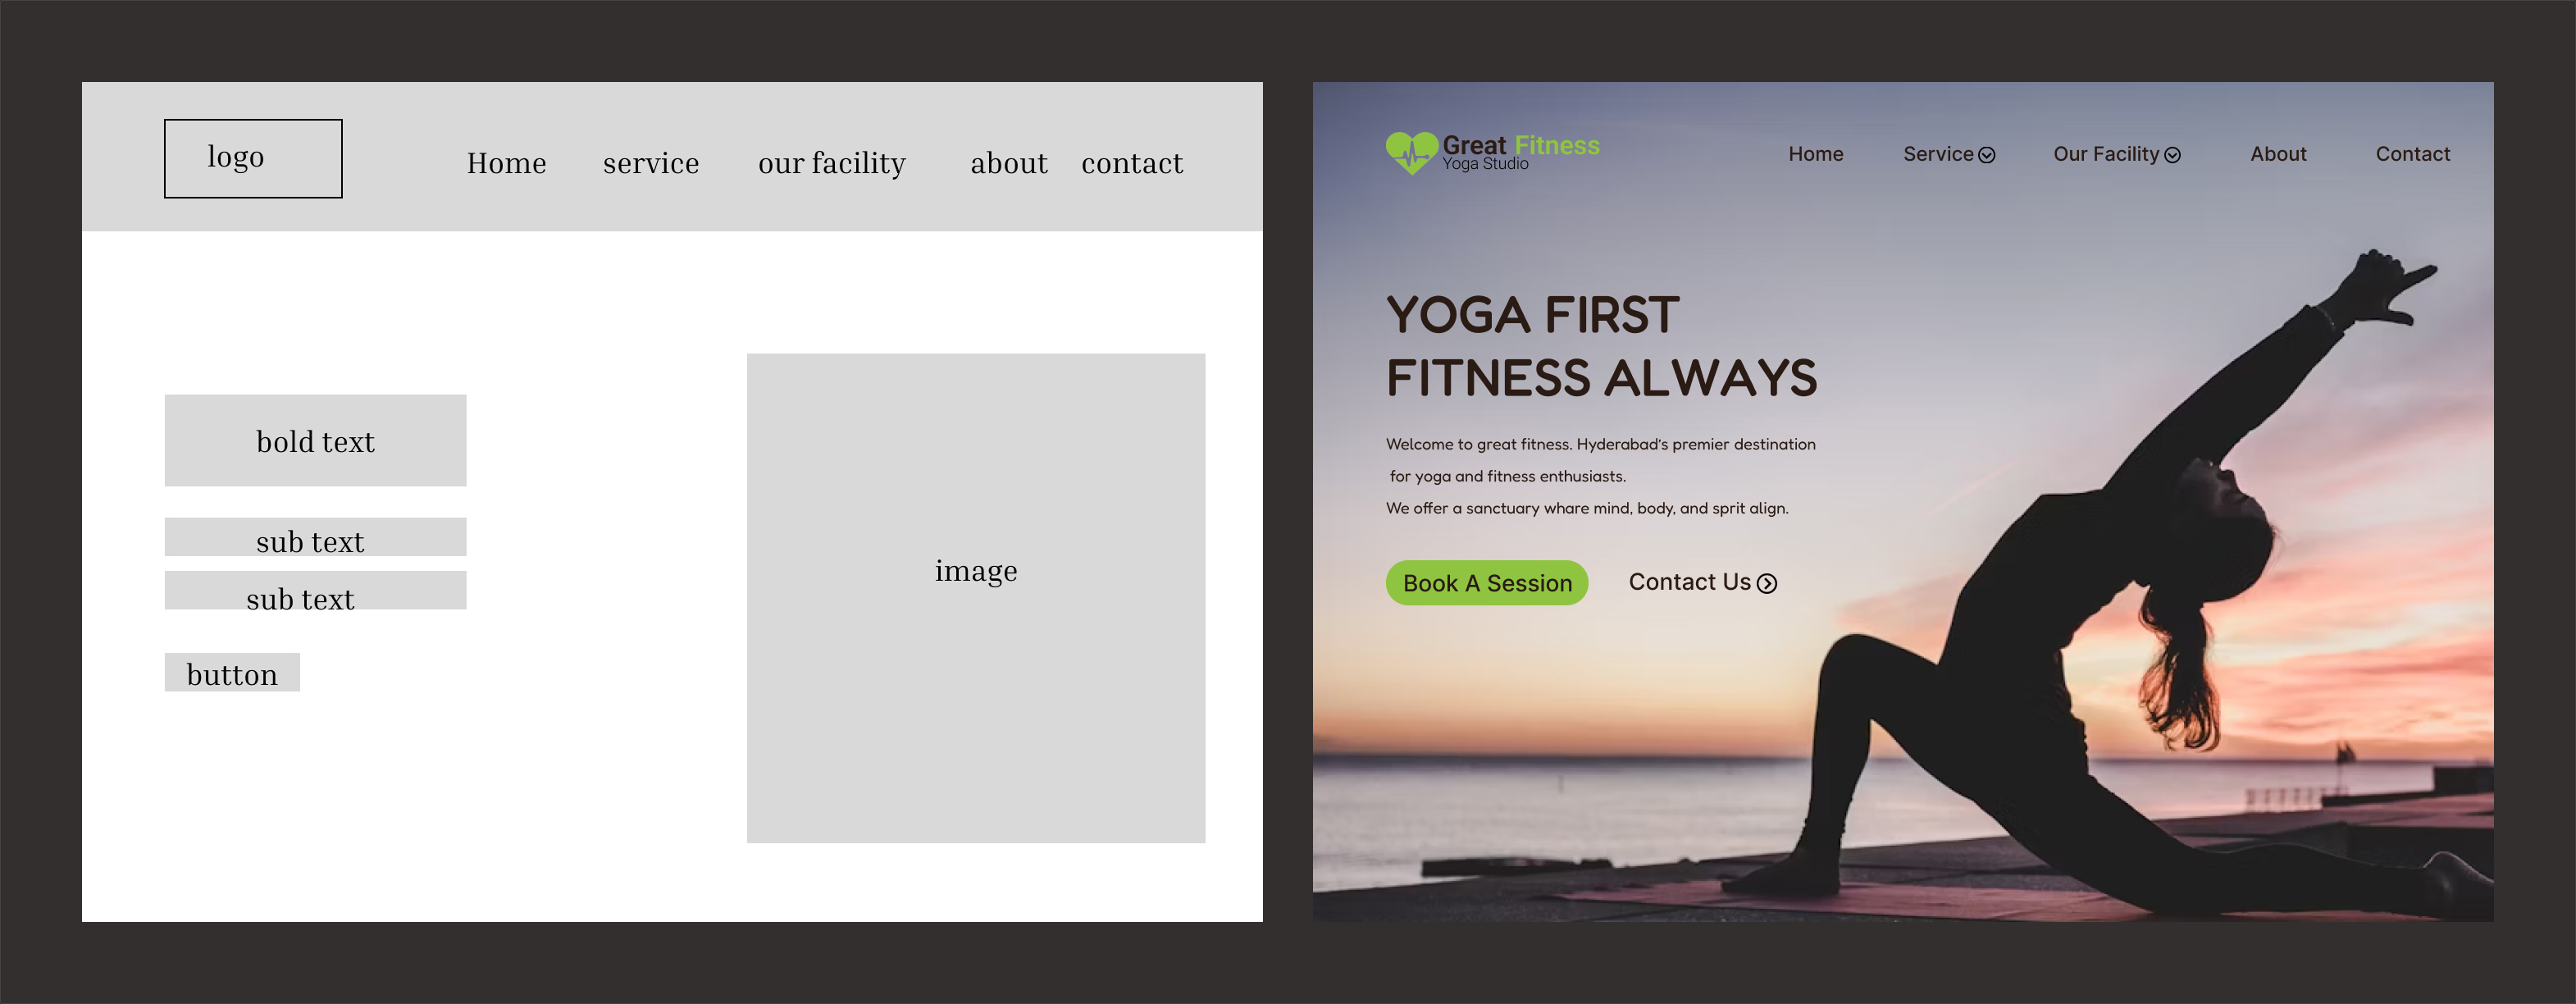 logo
Home service our facility about contact
bold text
sub text
sub text
button
image
Great Fitness
Yoga Studio
Home Service Our Facility About Contact
YOGA FIRST
FITNESS ALWAYS
Welcome to great fitness. Hyderabad's premier destination
for yoga and fitness enthusiasts.
We offer a sanctuary whare mind, body, and sprit align.
Book A Session Contact Us